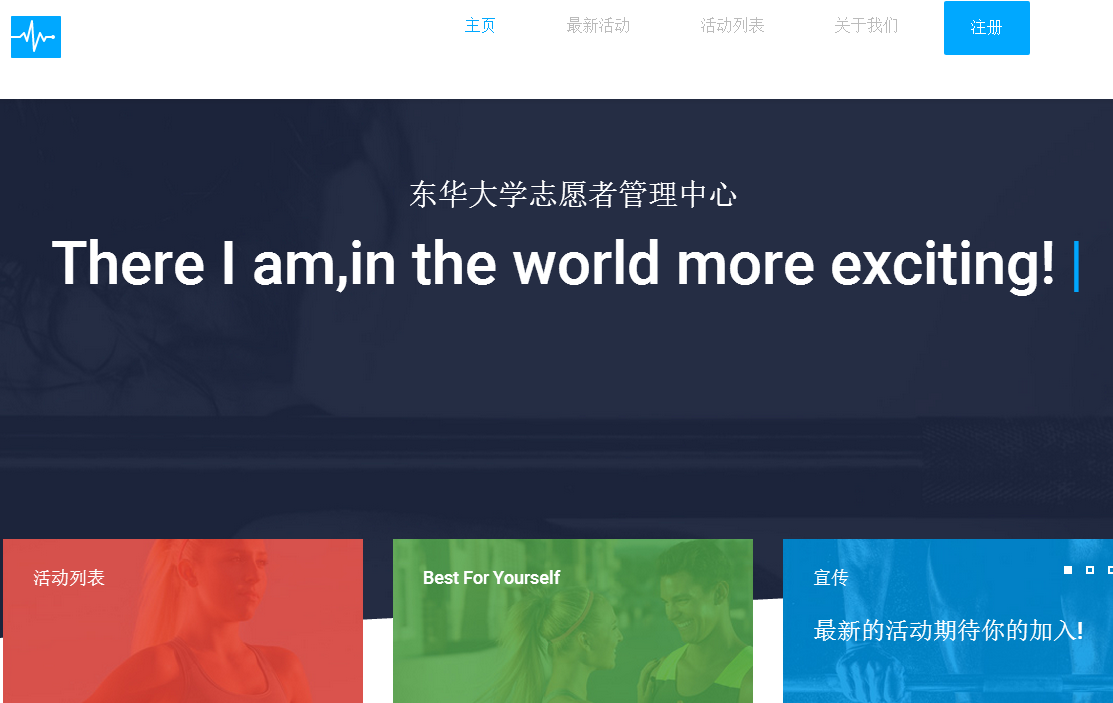 主页
最新活动
活动列表
关于我们
注册
东华大学志愿者管理中心
There I am,in the world more exciting!
活动列表
Best For Yourself
宣传
最新的活动期待你的加入!